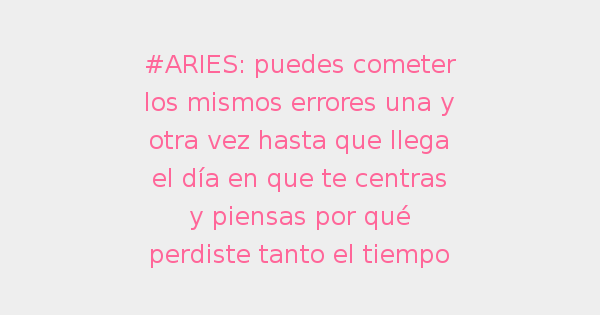 #ARIES: puedes cometer
los mismos errores una y
otra vez hasta que llega
el día en que te centras
y piensas por qué
perdiste tanto el tiempo